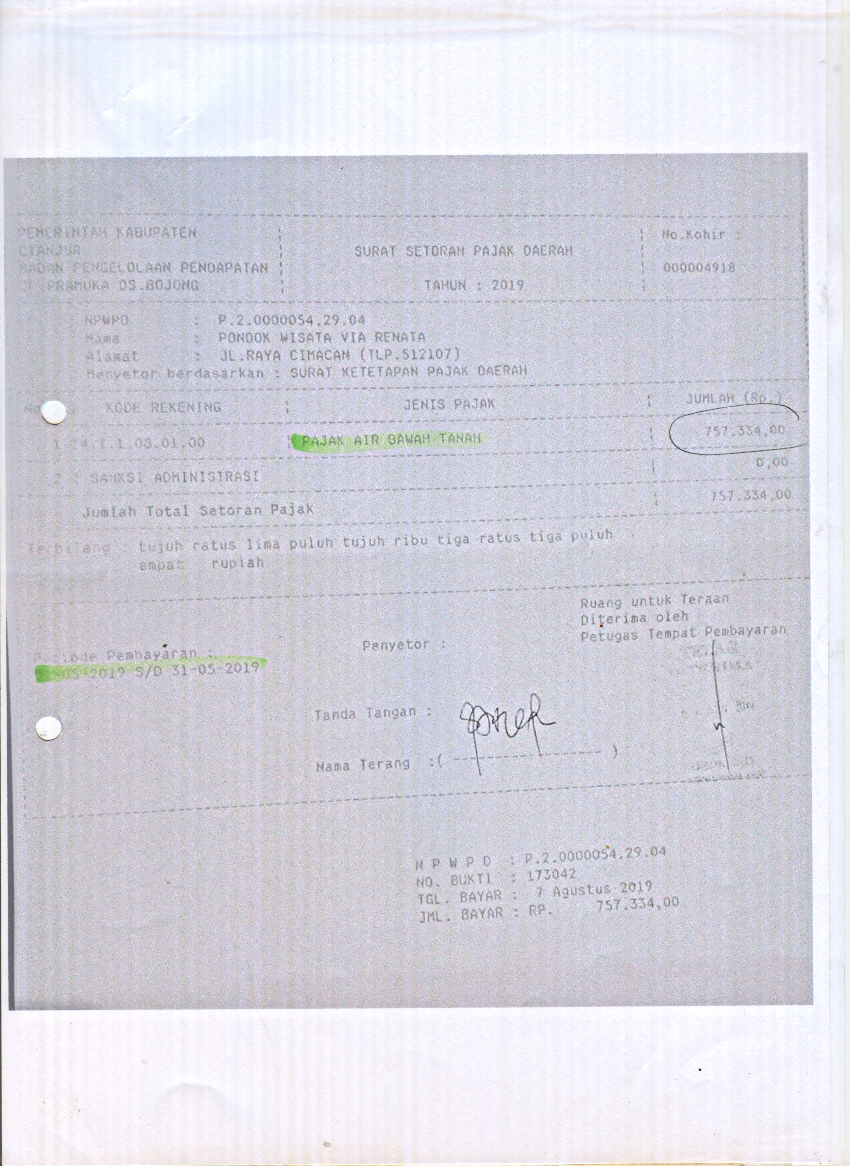 PEMERINTAH KABUPATEN
CIANJUR
BADAN PENGELOLAAN PENDAPATAN
JL PRAMUKA DS.BOJONG
SURAT SETORAN PAJAK DAERAH
TAHUN : 2019
No.Kohir :
000004918
NPWPD : P.2.0000054.29.04
Nama : PONDOK WISATA VIA RENATA
Alamat : JL.RAYA CIMACAN (TLP.512107)
Menyetor berdasarkan : SURAT KETETAPAN PAJAK DAERAH
No KODE REKENING JENIS PAJAK JUMLAH (Rp.)
1 4.1.1.08.01.00 PAJAK AIR BAWAH TANAH 757.334,00
2 SANKSI ADMINISTRASI 0,00
Jumlah Total Setoran Pajak 757.334,00
Terbilang : tujuh ratus lima puluh tujuh ribu tiga ratus tiga puluh
empat rupiah
Ruang untuk Teraan
Diterima oleh
Petugas Tempat Pembayaran
Periode Pembayaran :
-05-2019 S/D 31-05-2019
Penyetor :
Tanda Tangan :
Nama Terang :( )
N P W P D : P.2.0000054.29.04
NO. BUKTI : 173042
TGL. BAYAR : 7 Agustus 2019
JML. BAYAR : RP. 757.334,00